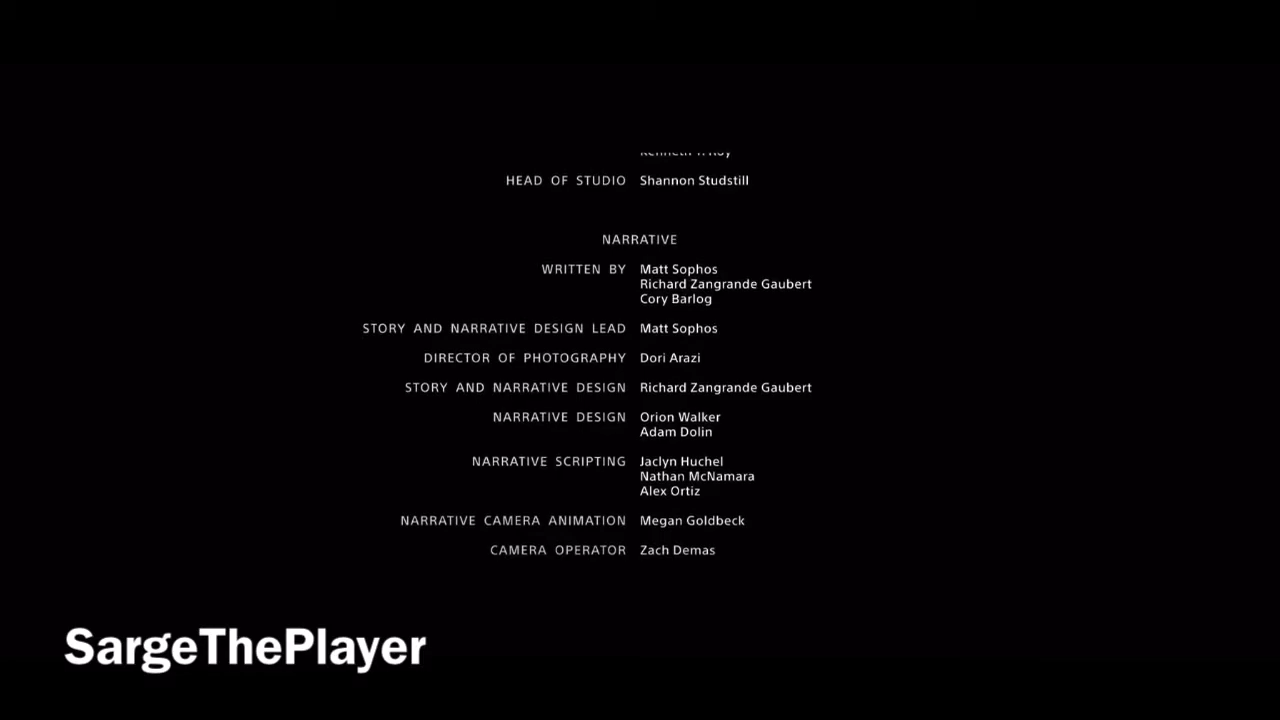 HEAD OF STUDIO Shannon Studstill
NARRATIVE
WRITTEN BY Matt Sophos
Richard Zangrande Gaubert
Cory Barlog
STORY AND NARRATIVE DESIGN LEAD Matt Sophos
DIRECTOR OF PHOTOGRAPHY Dori Arazi
STORY AND NARRATIVE DESIGN Richard Zangrande Gaubert
NARRATIVE DESIGN Orion Walker
Adam Dolin
NARRATIVE SCRIPTING Jaclyn Huchel
Nathan McNamara
Alex Ortiz
NARRATIVE CAMERA ANIMATION Megan Goldbeck
CAMERA OPERATOR Zach Demas
SargeThePlayer